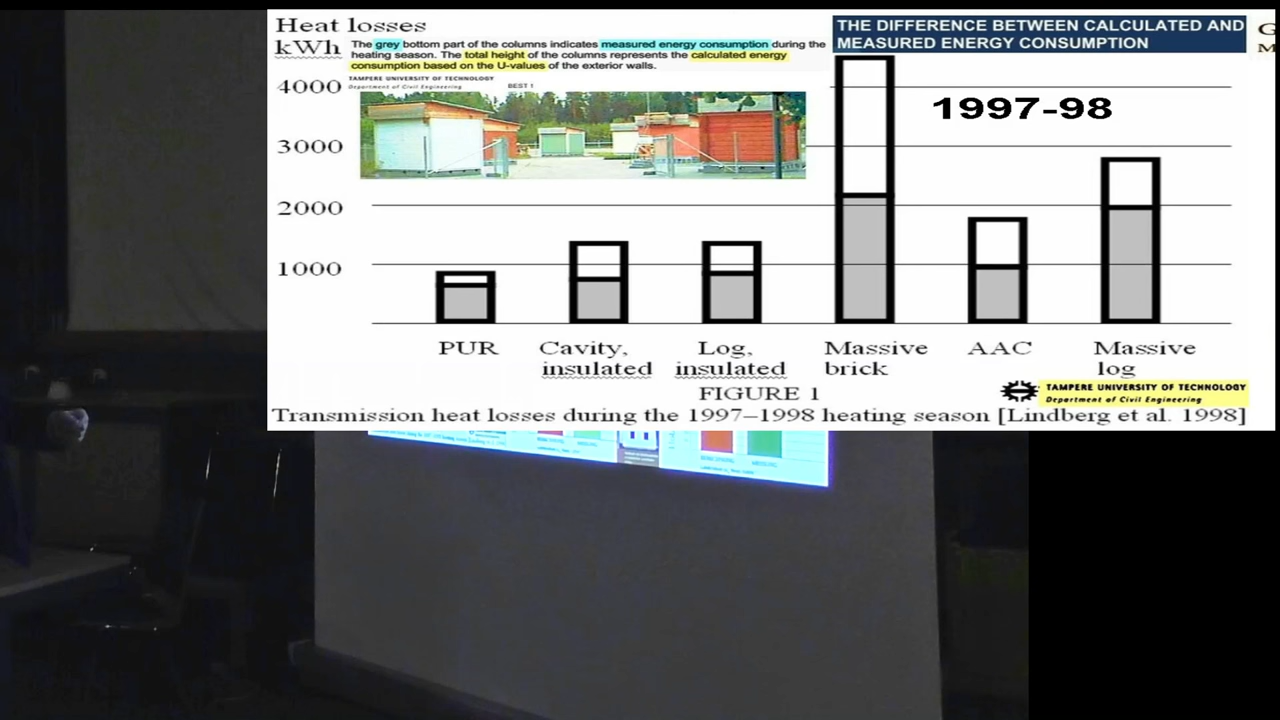 Heat losses
kWh
The grey bottom part of the columns indicates measured energy consumption during the
heating season. The total height of the columns represents the calculated energy
consumption based on the U-values of the exterior walls.
TAMPERE UNIVERSITY OF TECHNOLOGY
Department of Civil Engineering
BEST 1
THE DIFFERENCE BETWEEN CALCULATED AND
MEASURED ENERGY CONSUMPTION
1997-98
4000
3000
2000
1000
PUR
Cavity,
insulated
Log,
insulated
Massive
brick
AAC
Massive
log
FIGURE 1
TAMPERE UNIVERSITY OF TECHNOLOGY
Department of Civil Engineering
Transmission heat losses during the 1997–1998 heating season [Lindberg et al. 1998]